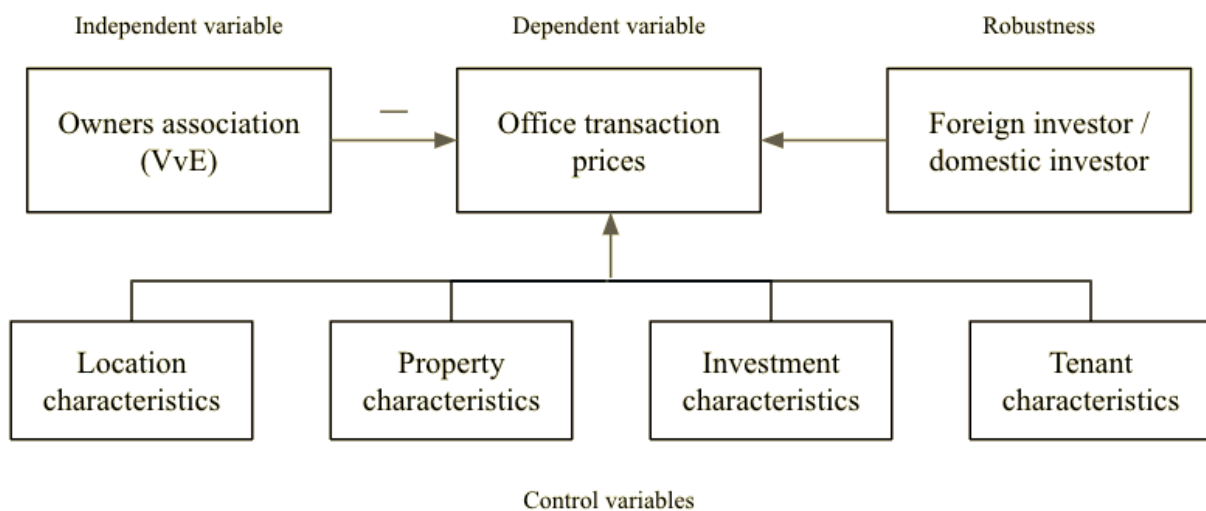 Independent variable
Dependent variable
Robustness
Owners association
(VvE)
—
Office transaction
prices
Foreign investor /
domestic investor
Location
characteristics
Property
characteristics
Investment
characteristics
Tenant
characteristics
Control variables